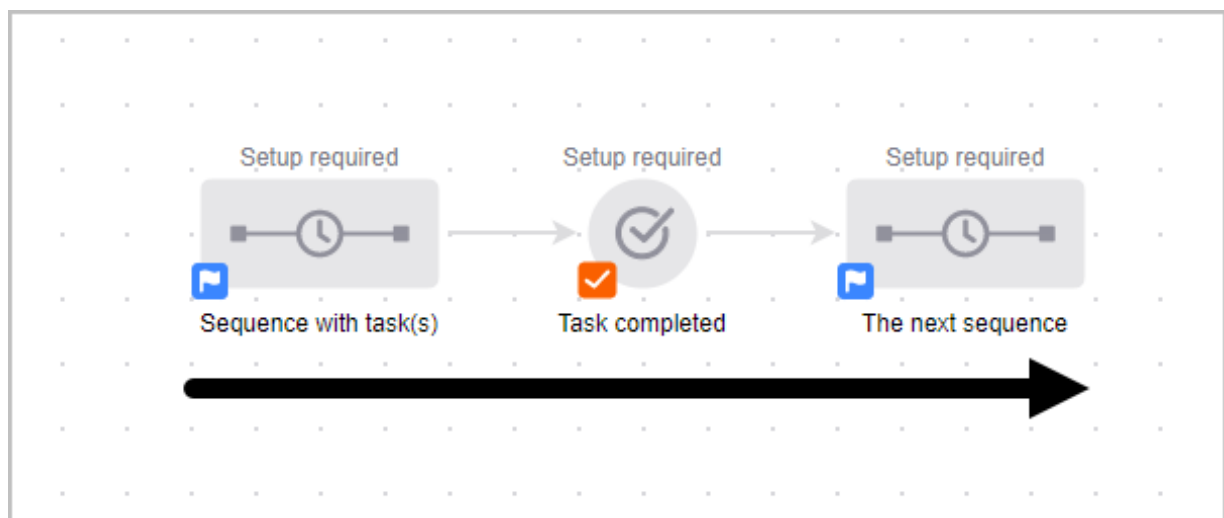 Setup required
Setup required
Setup required
Sequence with task(s)
Task completed
The next sequence